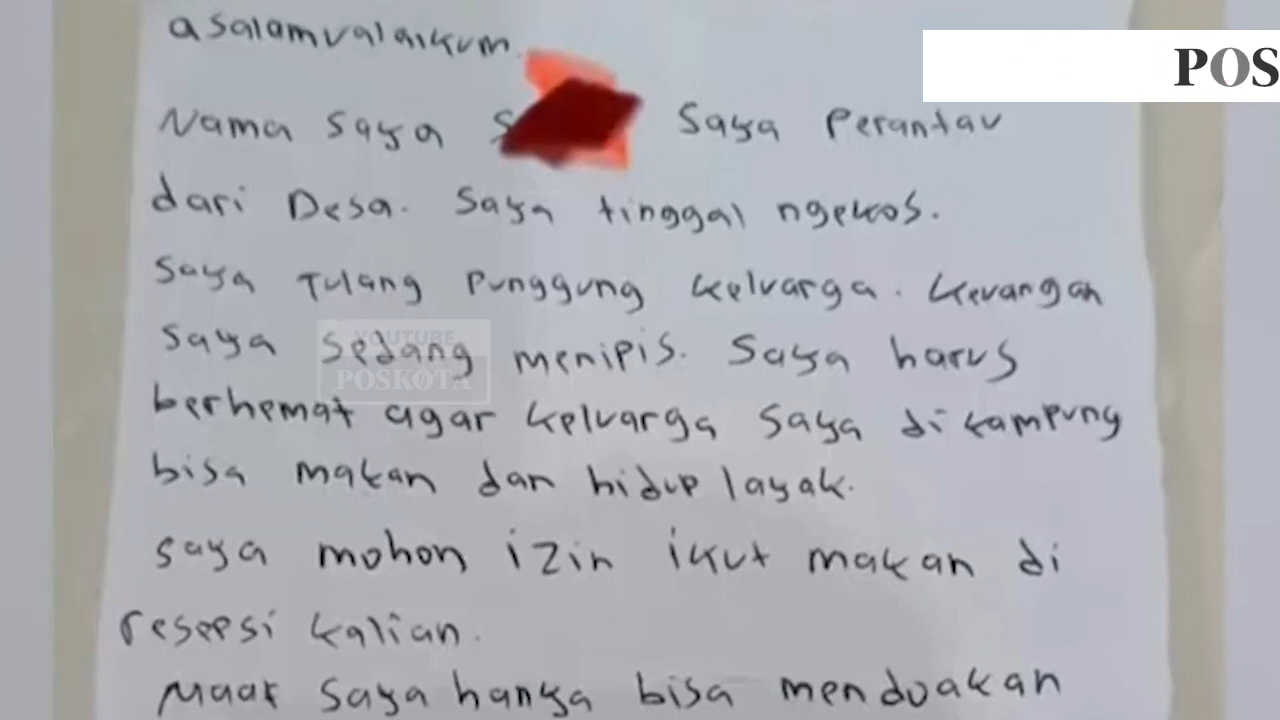 asalamualaikum.
POS
Nama saya S Saya Perantau
dari Desa. Saya tinggal ngekos.
Saya Tulang Punggung keluarga. keuangan
saya sedang menipis. Saya harus
YOUTUBE
POSKOTA
berhemat agar keluarga saya di kampung
bisa makan dan hidup layak.
saya mohon izin ikut makan di
resepsi kalian.
Maaf saya hanya bisa menduakan